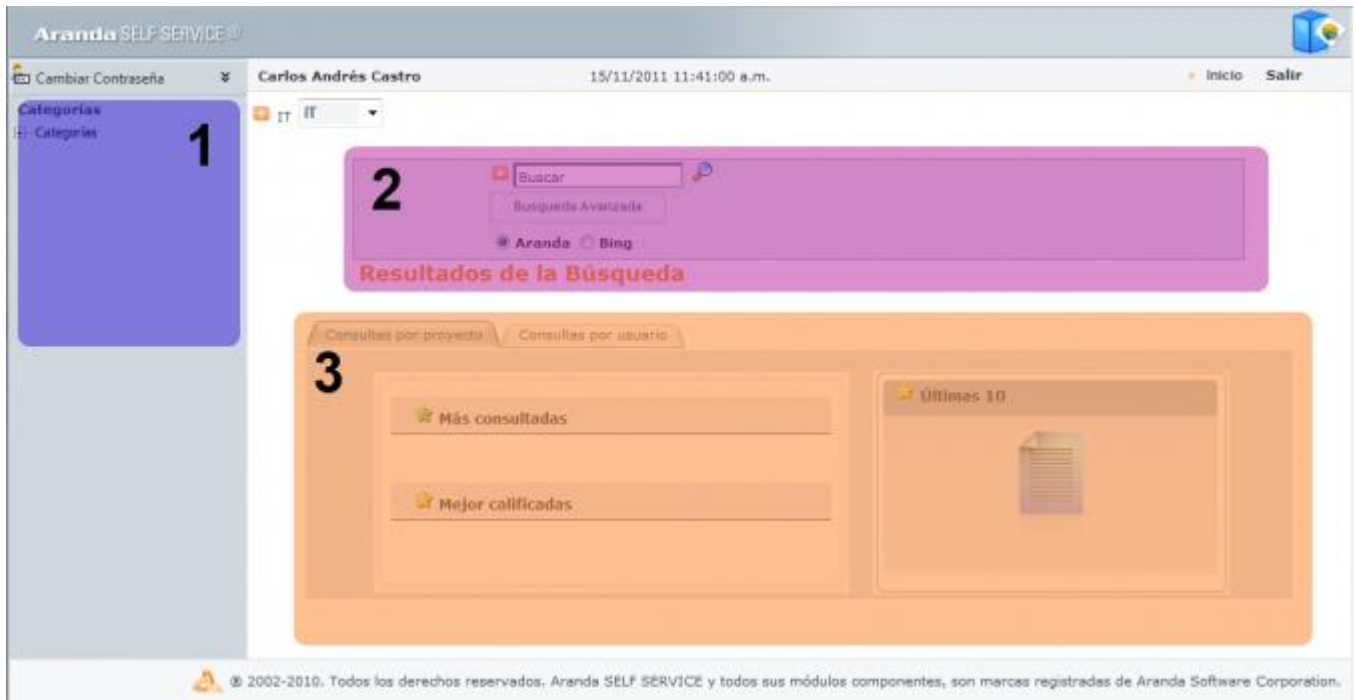 Aranda SELF SERVICE ®
Cambiar Contraseña
Carlos Andrés Castro
15/11/2011 11:41:00 a.m.
Inicio Salir
Categorías
Categorías
1
IT IT
2
Buscar
Busqueda Avanzada
Aranda Bing
Resultados de la Búsqueda
Consultas por proyecto Consultas por usuario
3
Últimas 10
Más consultadas
Mejor calificadas
® 2002-2010. Todos los derechos reservados. Aranda SELF SERVICE y todos sus módulos componentes, son marcas registradas de Aranda Software Corporation.